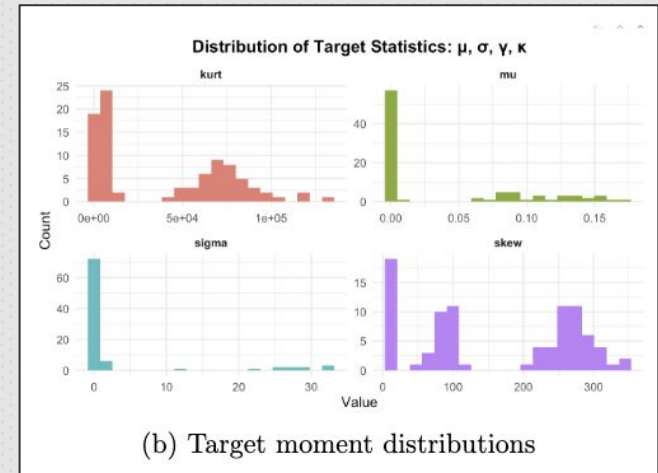 Distribution of Target Statistics: μ, σ, γ, κ
kurt
mu
Count
25
20
15
10
5
0
0e+00 5e+04 1e+05
40
20
0
0.00 0.05 0.10 0.15
sigma
skew
60
40
20
0
0 10 20 30
15
10
5
0
0 100 200 300
Value
(b) Target moment distributions